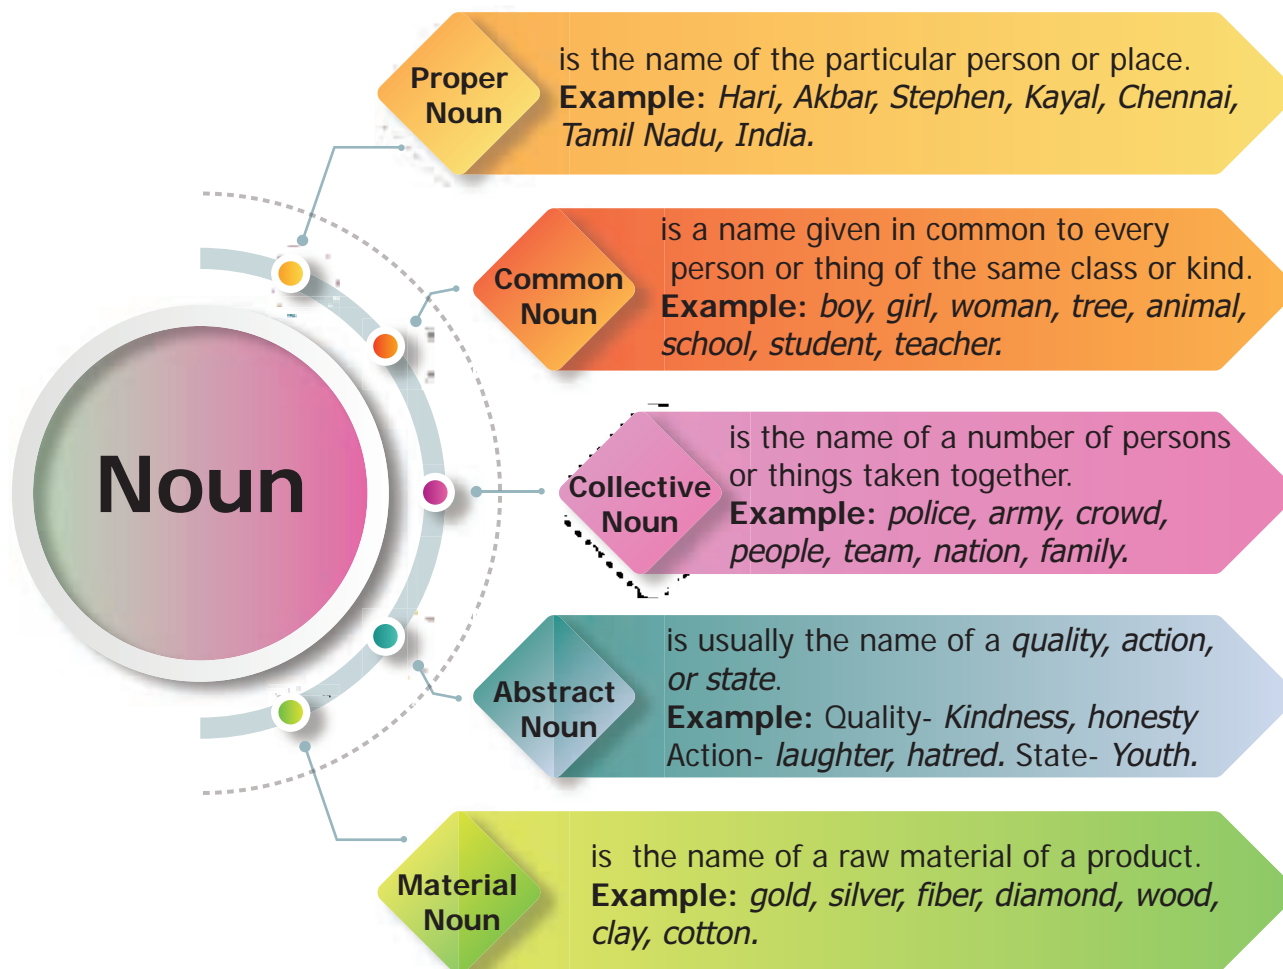 Noun
Proper
Noun
is the name of the particular person or place.
Example: Hari, Akbar, Stephen, Kayal, Chennai,
Tamil Nadu, India.
Common
Noun
is a name given in common to every
person or thing of the same class or kind.
Example: boy, girl, woman, tree, animal,
school, student, teacher.
Collective
Noun
is the name of a number of persons
or things taken together.
Example: police, army, crowd,
people, team, nation, family.
Abstract
Noun
is usually the name of a quality, action,
or state.
Example: Quality- Kindness, honesty
Action- laughter, hatred. State- Youth.
Material
Noun
is the name of a raw material of a product.
Example: gold, silver, fiber, diamond, wood,
clay, cotton.